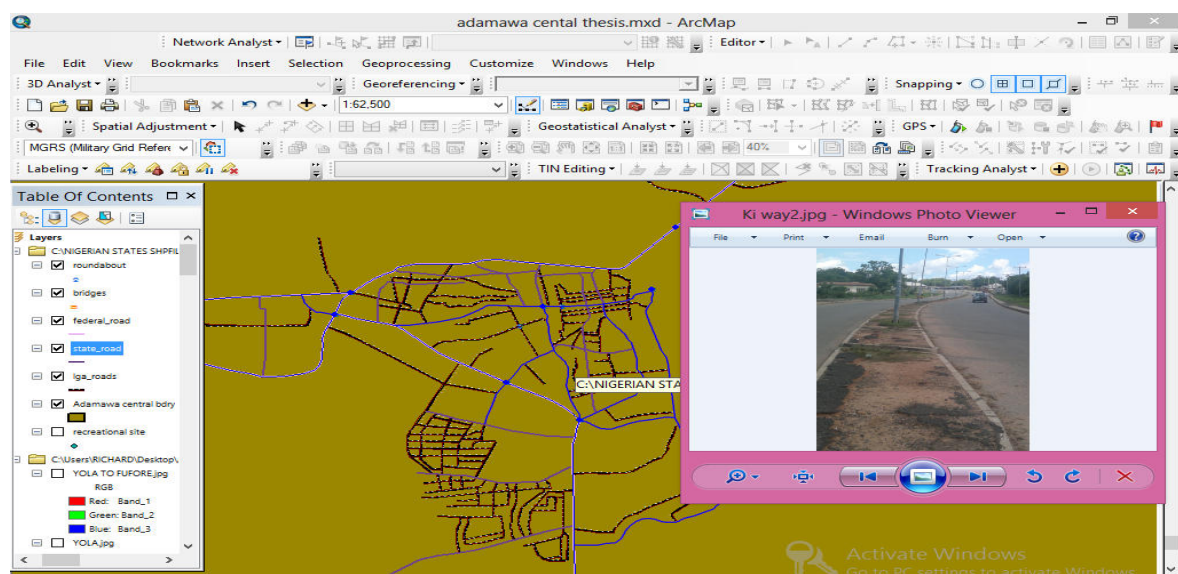 adamawa cental thesis.mxd - ArcMap
Network Analyst
Editor
File Edit View Bookmarks Insert Selection Geoprocessing Customize Windows Help
3D Analyst
Georeferencing
Snapping
1:62,500
Spatial Adjustment
Geostatistical Analyst
GPS
MGRS (Military Grid Referen
40%
Labeling
TIN Editing
Tracking Analyst
Table Of Contents
Layers
C:\NIGERIAN STATES SHPFIL
roundabout
bridges
federal_road
state_road
lga_roads
Adamawa central bdry
recreational site
C:\Users\RICHARD\Desktop\
YOLA TO FUFORE.jpg
RGB
Red: Band_1
Green: Band_2
Blue: Band_3
YOLA.jpg
C:\NIGERIAN STA
Ki way2.jpg - Windows Photo Viewer
File Print Email Burn Open
Activate Windows
Go to PC settings to activate Windows